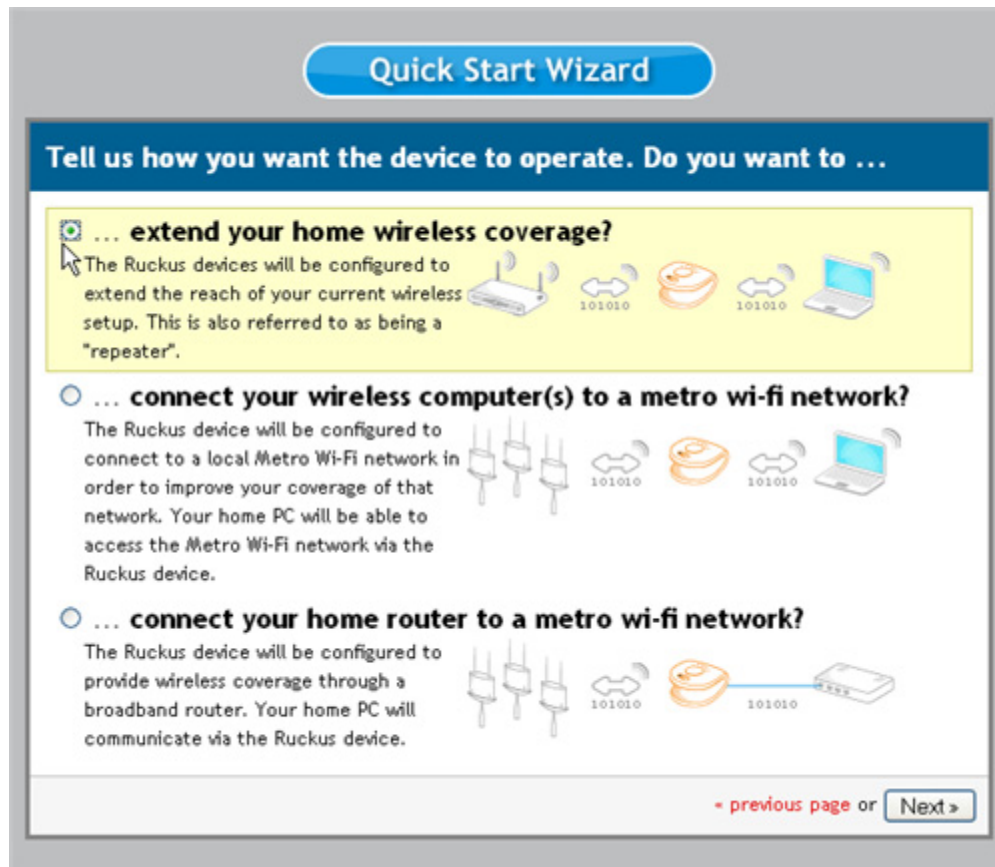 Quick Start Wizard
Tell us how you want the device to operate. Do you want to ...
... extend your home wireless coverage?
The Ruckus devices will be configured to
extend the reach of your current wireless
setup. This is also referred to as being a
"repeater".
101010
101010
... connect your wireless computer(s) to a metro wi-fi network?
The Ruckus device will be configured to
connect to a local Metro Wi-Fi network in
order to improve your coverage of that
network. Your home PC will be able to
access the Metro Wi-Fi network via the
Ruckus device.
101010
101010
... connect your home router to a metro wi-fi network?
The Ruckus device will be configured to
provide wireless coverage through a
broadband router. Your home PC will
communicate via the Ruckus device.
101010
101010
« previous page or Next »